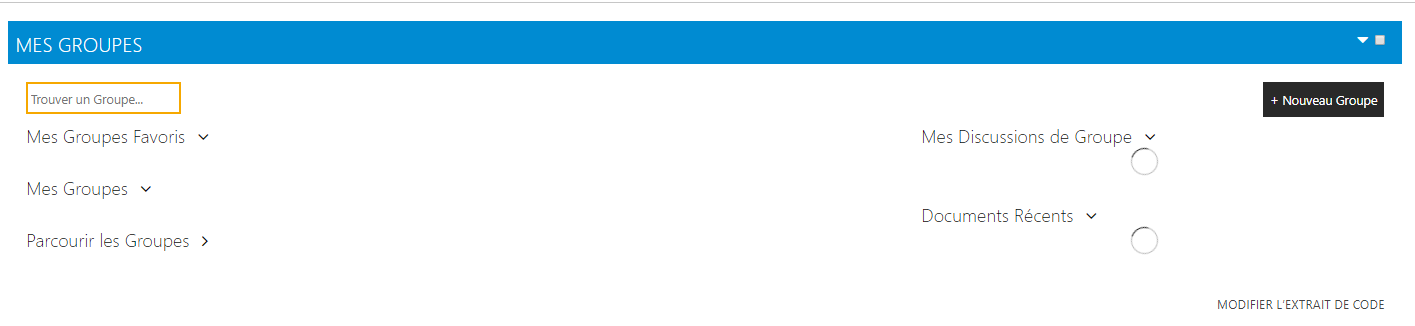 MES GROUPES
Trouver un Groupe...
+ Nouveau Groupe
Mes Groupes Favoris
Mes Discussions de Groupe
Mes Groupes
Documents Récents
Parcourir les Groupes
MODIFIER L'EXTRAIT DE CODE